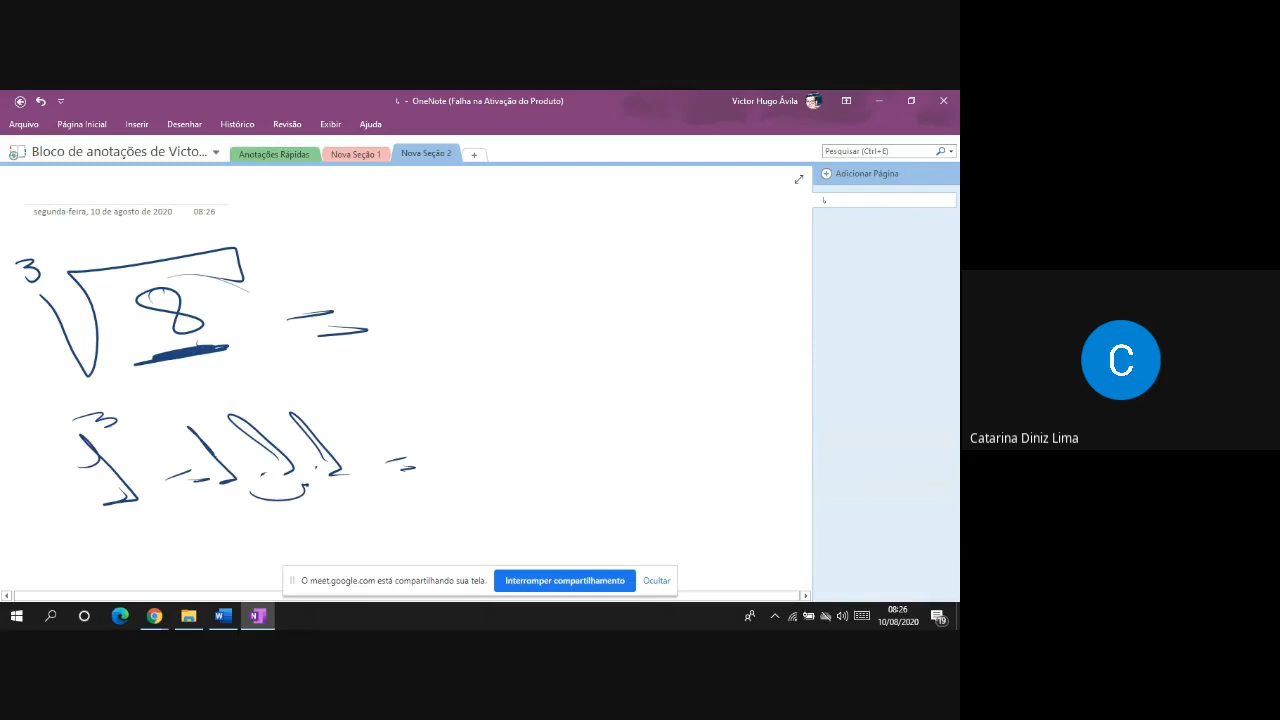 ↳ - OneNote (Falha na Ativação do Produto)
Victor Hugo Ávila
Arquivo Página Inicial Inserir Desenhar Histórico Revisão Exibir Ajuda
Bloco de anotações de Victo...
Anotações Rápidas
Nova Seção 1
Nova Seção 2
Pesquisar (Ctrl+E)
Adicionar Página
↳
segunda-feira, 10 de agosto de 2020 08:26
3√8 =
O meet.google.com está compartilhando sua tela.
Interromper compartilhamento
Ocultar
C
Catarina Diniz Lima
08:26
10/08/2020
19